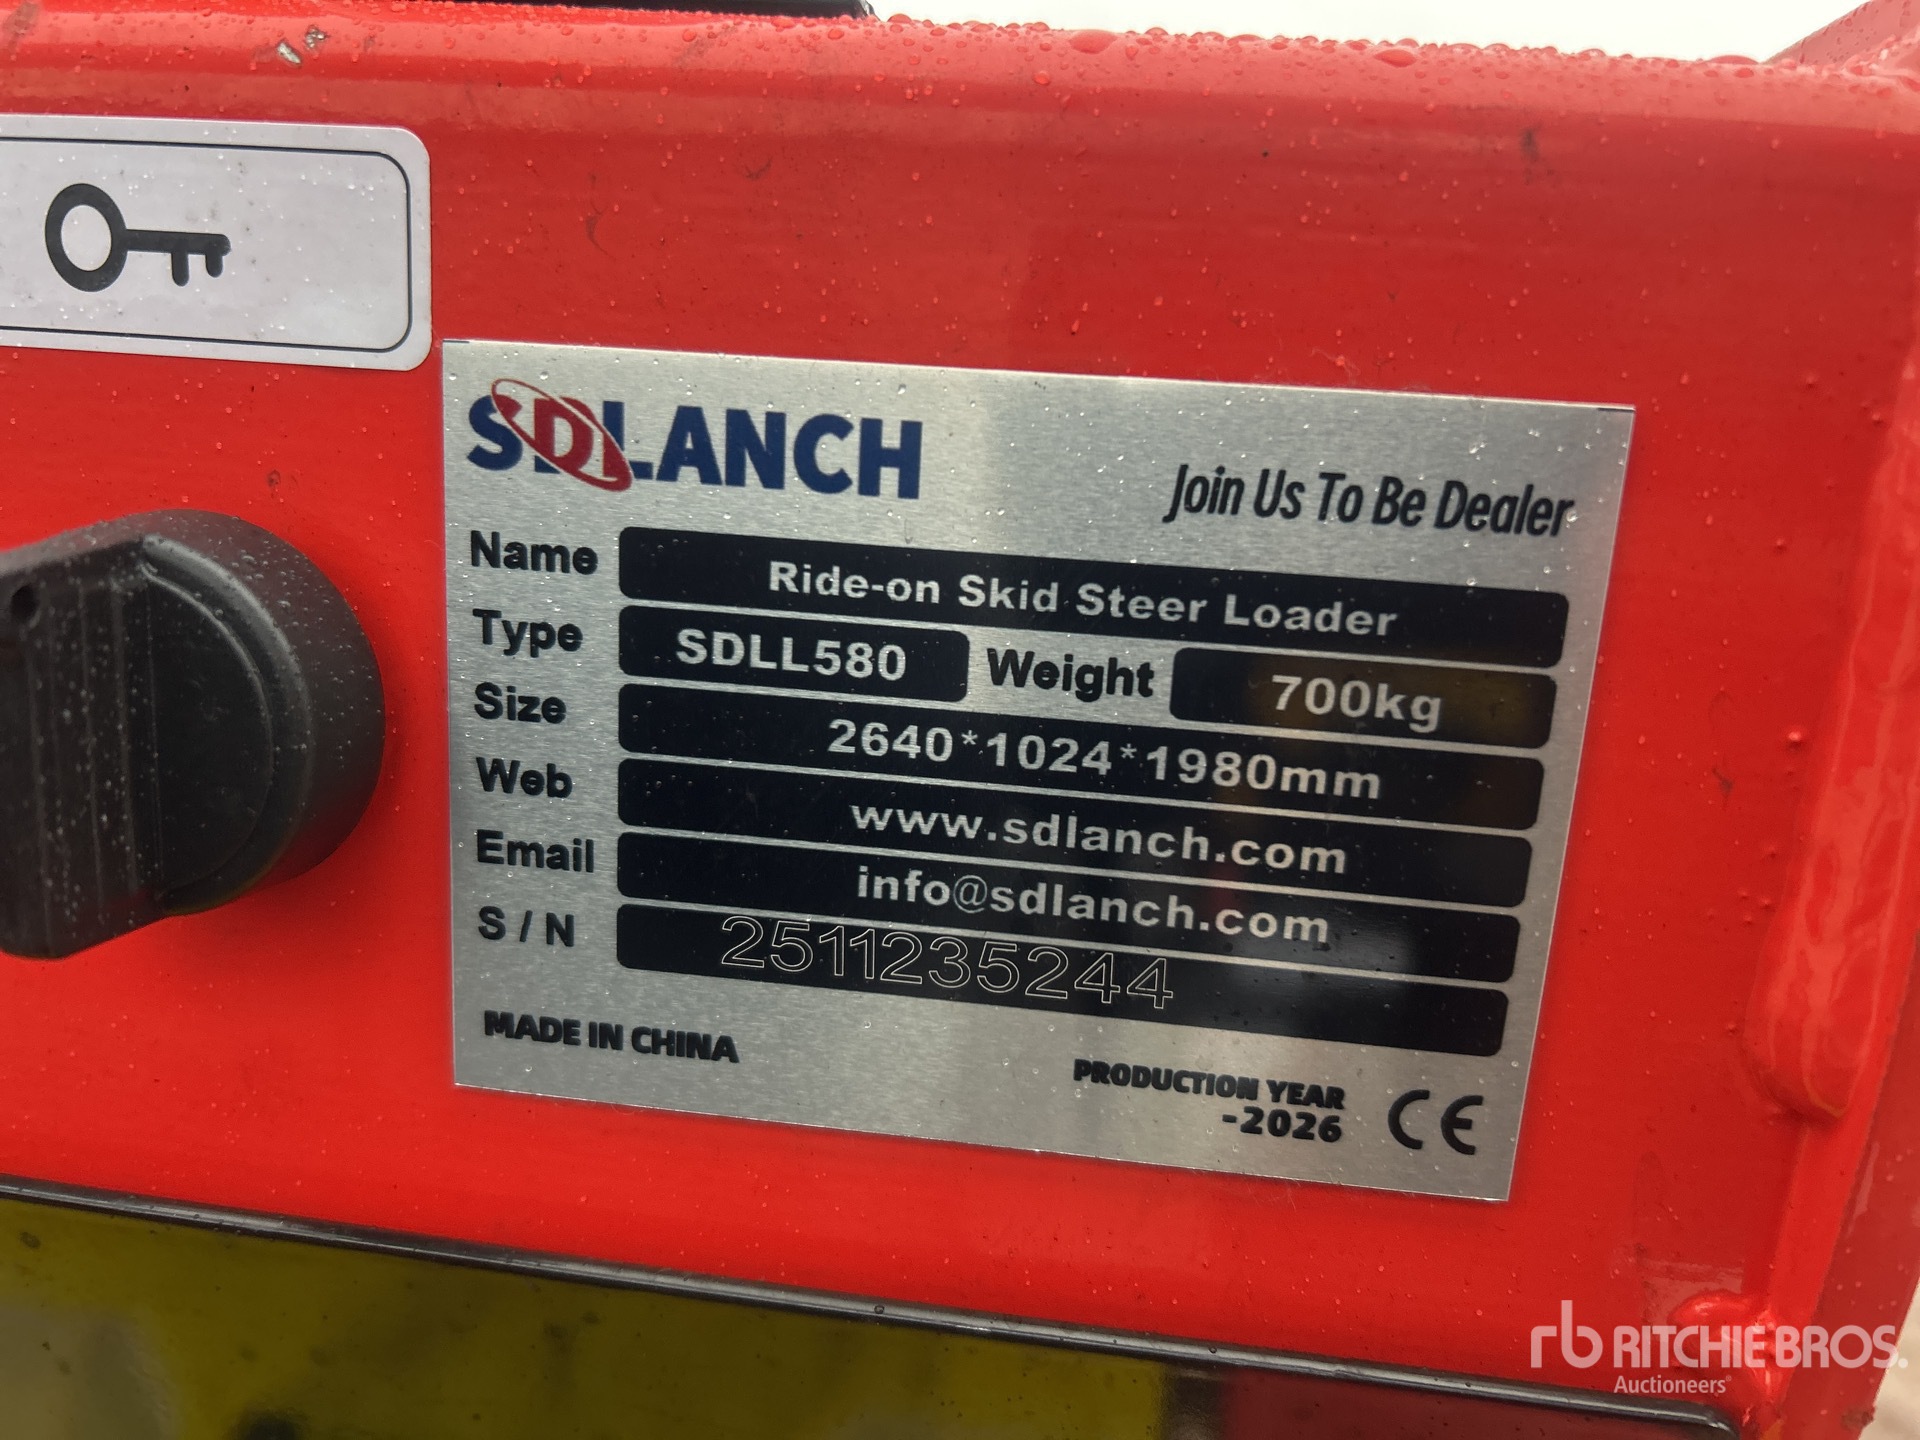 SDLANCH
Join Us To Be Dealer
Name Ride-on Skid Steer Loader
Type SDLL580 Weight 700kg
Size 2640*1024*1980mm
Web www.sdlanch.com
Email info@sdlanch.com
S/N 2511235244
MADE IN CHINA
PRODUCTION YEAR
-2026 CE
rb RITCHIE BROS.
Auctioneers